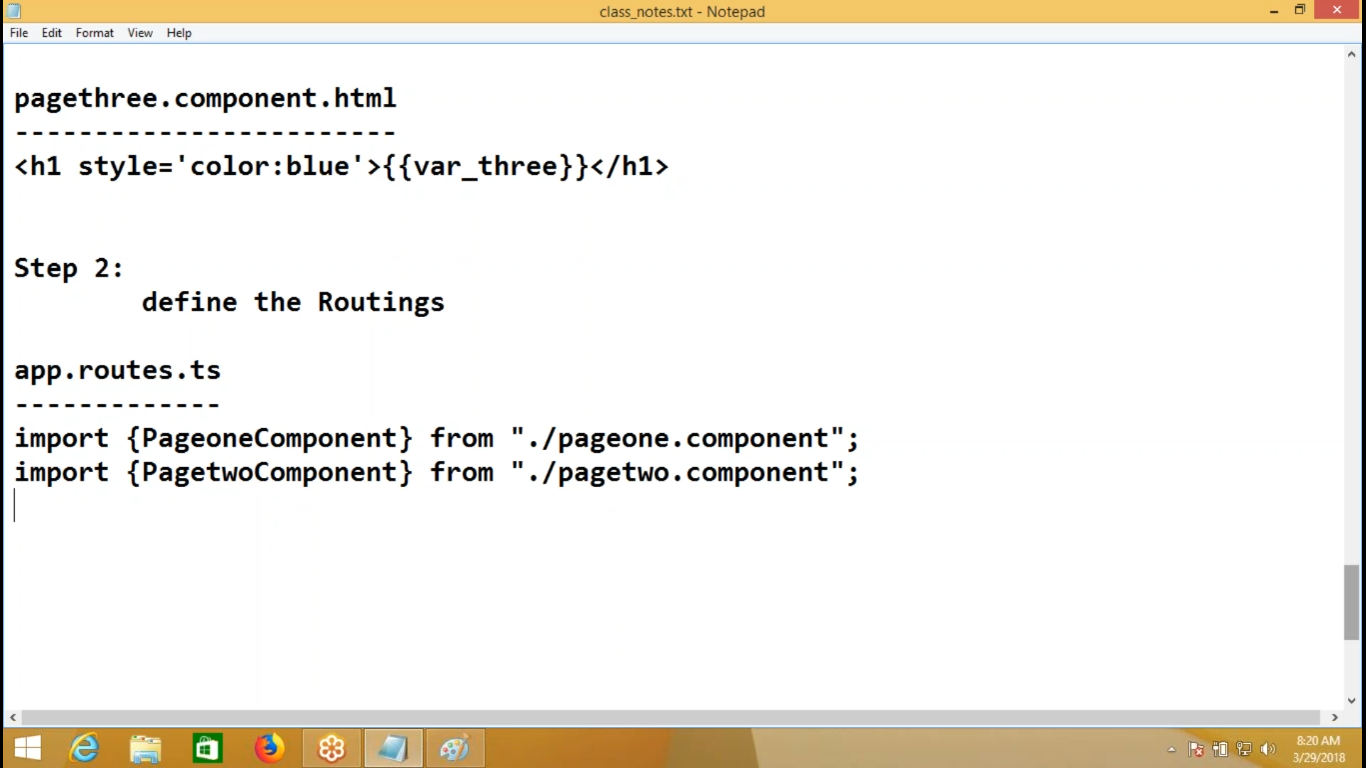 class_notes.txt - Notepad
File Edit Format View Help
pagethree.component.html
------------------------
<h1 style='color:blue'>{{var_three}}</h1>
Step 2:
define the Routings
app.routes.ts
-------------
import {PageoneComponent} from "./pageone.component";
import {PagetwoComponent} from "./pagetwo.component";
8:20 AM
3/29/2018